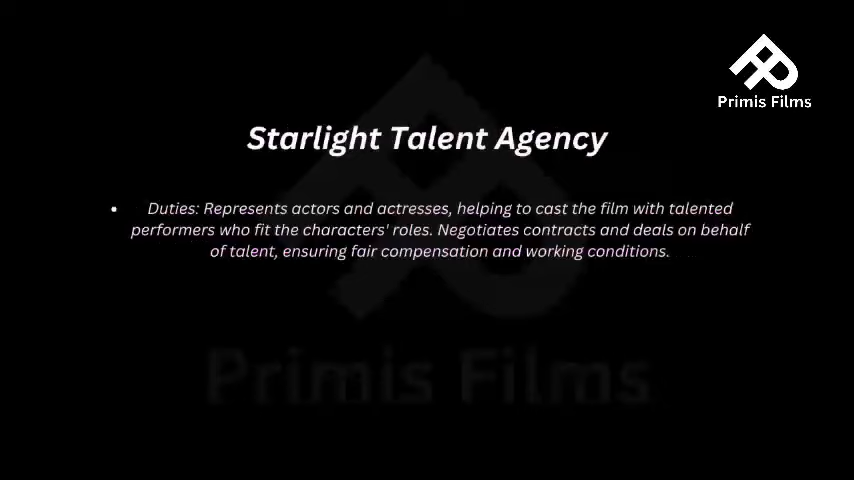 Primis Films
Starlight Talent Agency
• Duties: Represents actors and actresses, helping to cast the film with talented
performers who fit the characters' roles. Negotiates contracts and deals on behalf
of talent, ensuring fair compensation and working conditions.
Primis Films